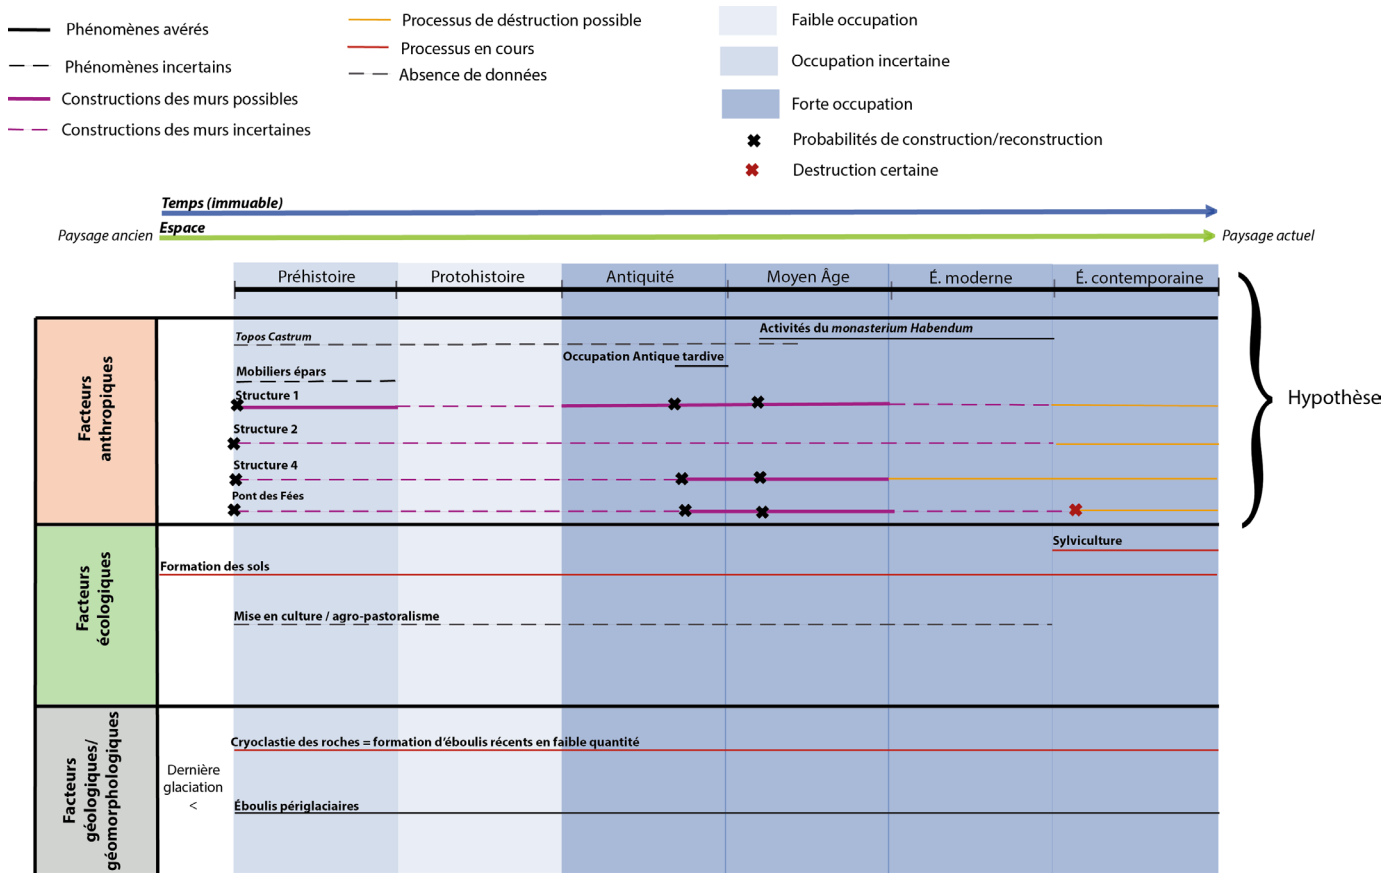 Phénomènes avérés
Phénomènes incertains
Constructions des murs possibles
Constructions des murs incertaines
Processus de déstruction possible
Processus en cours
Absence de données
Faible occupation
Occupation incertaine
Forte occupation
Probabilités de construction/reconstruction
Destruction certaine
Temps (immuable)
Espace
Paysage ancien
Paysage actuel
Préhistoire
Protohistoire
Antiquité
Moyen Âge
É. moderne
É. contemporaine
Facteurs
anthropiques
Topos Castrum
Activités du monasterium Habendum
Occupation Antique tardive
Mobiliers épars
Structure 1
Structure 2
Structure 4
Pont des Fées
Hypothèse
Facteurs
écologiques
Sylviculture
Formation des sols
Mise en culture / agro-pastoralisme
Facteurs
géologiques/
géomorphologiques
Dernière
glaciation
<
Cryoclastie des roches = formation d'éboulis récents en faible quantité
Éboulis périglaciaires